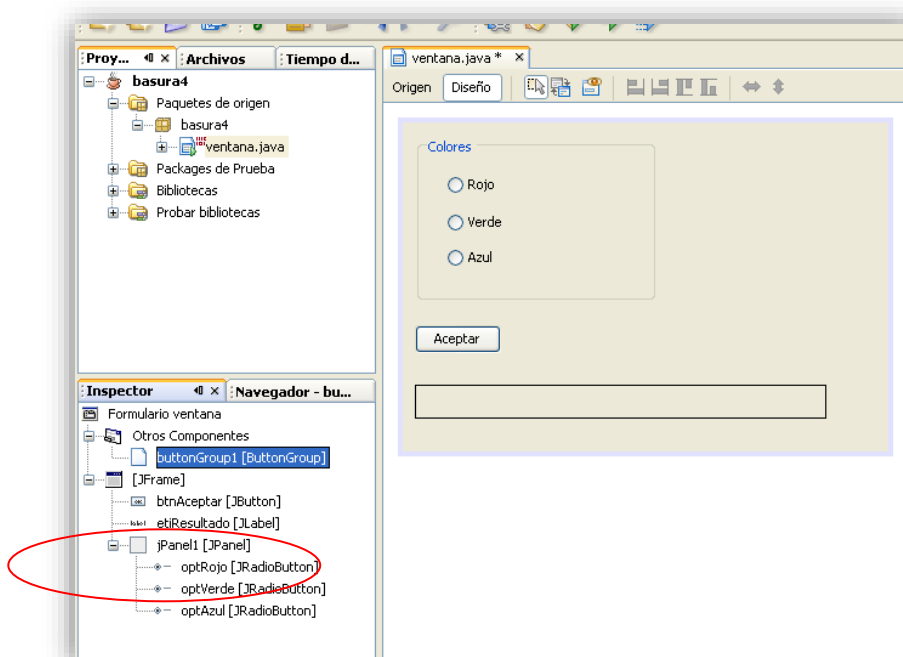 Proy... Archivos Tiempo d...
basura4
Paquetes de origen
basura4
ventana.java
Packages de Prueba
Bibliotecas
Probar bibliotecas
ventana.java *
Origen Diseño
Colores
Rojo
Verde
Azul
Aceptar
Inspector Navegador - bu...
Formulario ventana
Otros Componentes
buttonGroup1 [ButtonGroup]
[JFrame]
btnAceptar [JButton]
etiResultado [JLabel]
jPanel1 [JPanel]
optRojo [JRadioButton]
optVerde [JRadioButton]
optAzul [JRadioButton]